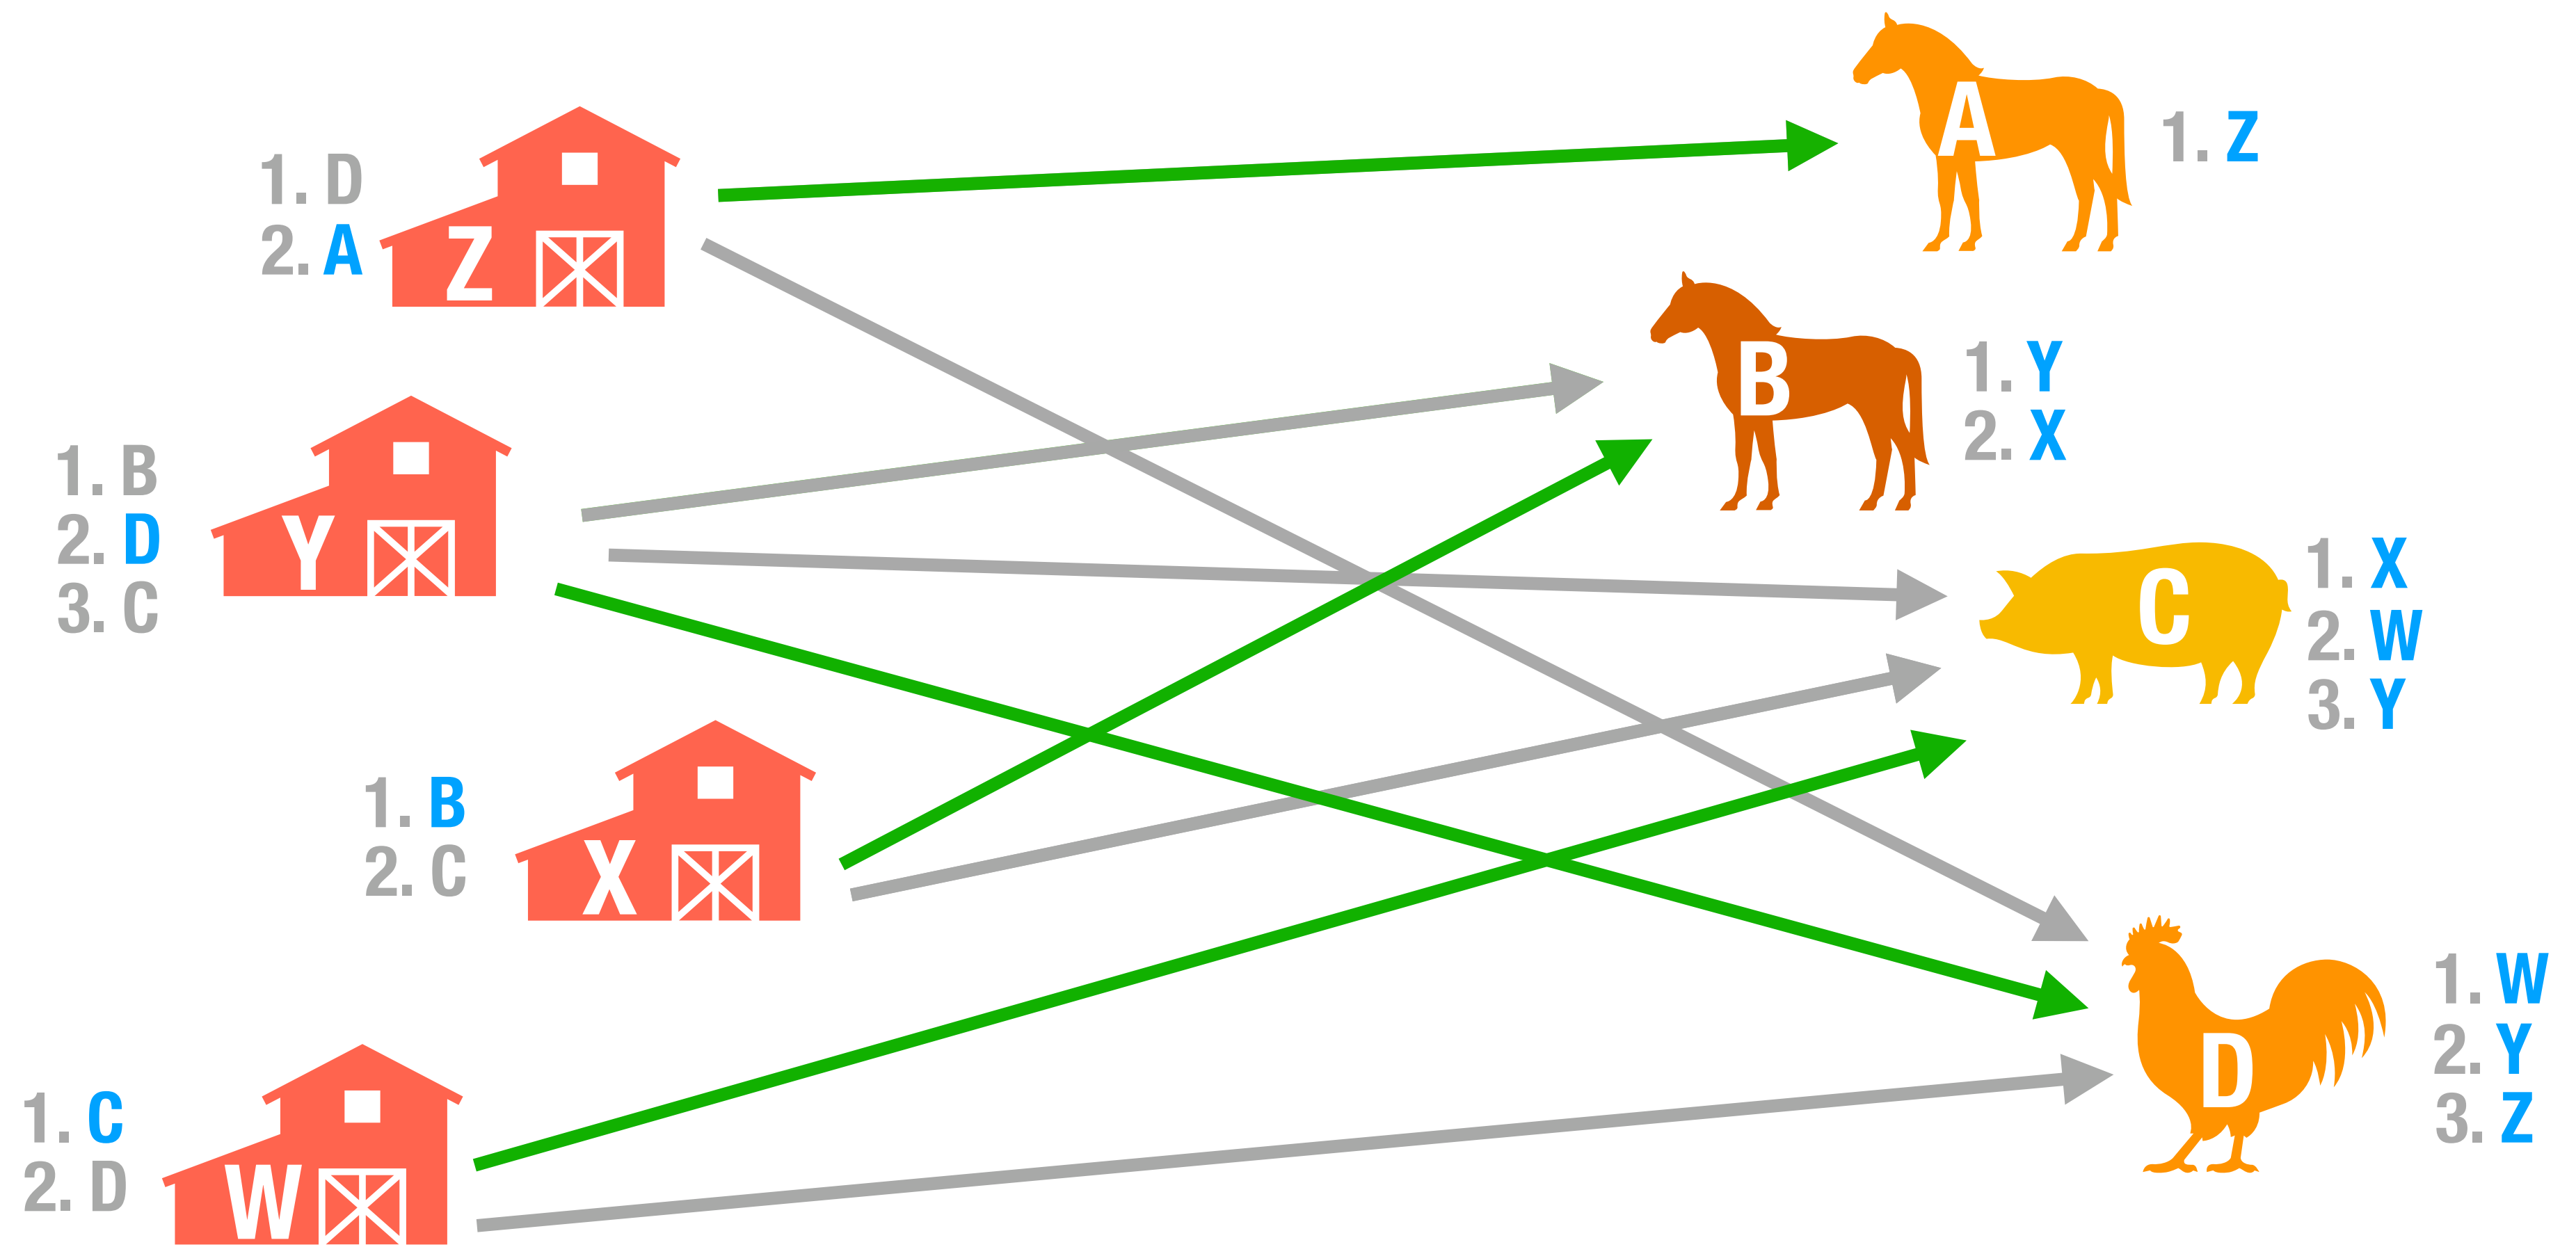 A
1. Z
1. D
2. A
Z
B
1. Y
2. X
1. B
2. D
3. C
Y
C
1. X
2. W
3. Y
1. B
2. C
X
D
1. W
2. Y
3. Z
1. C
2. D
W